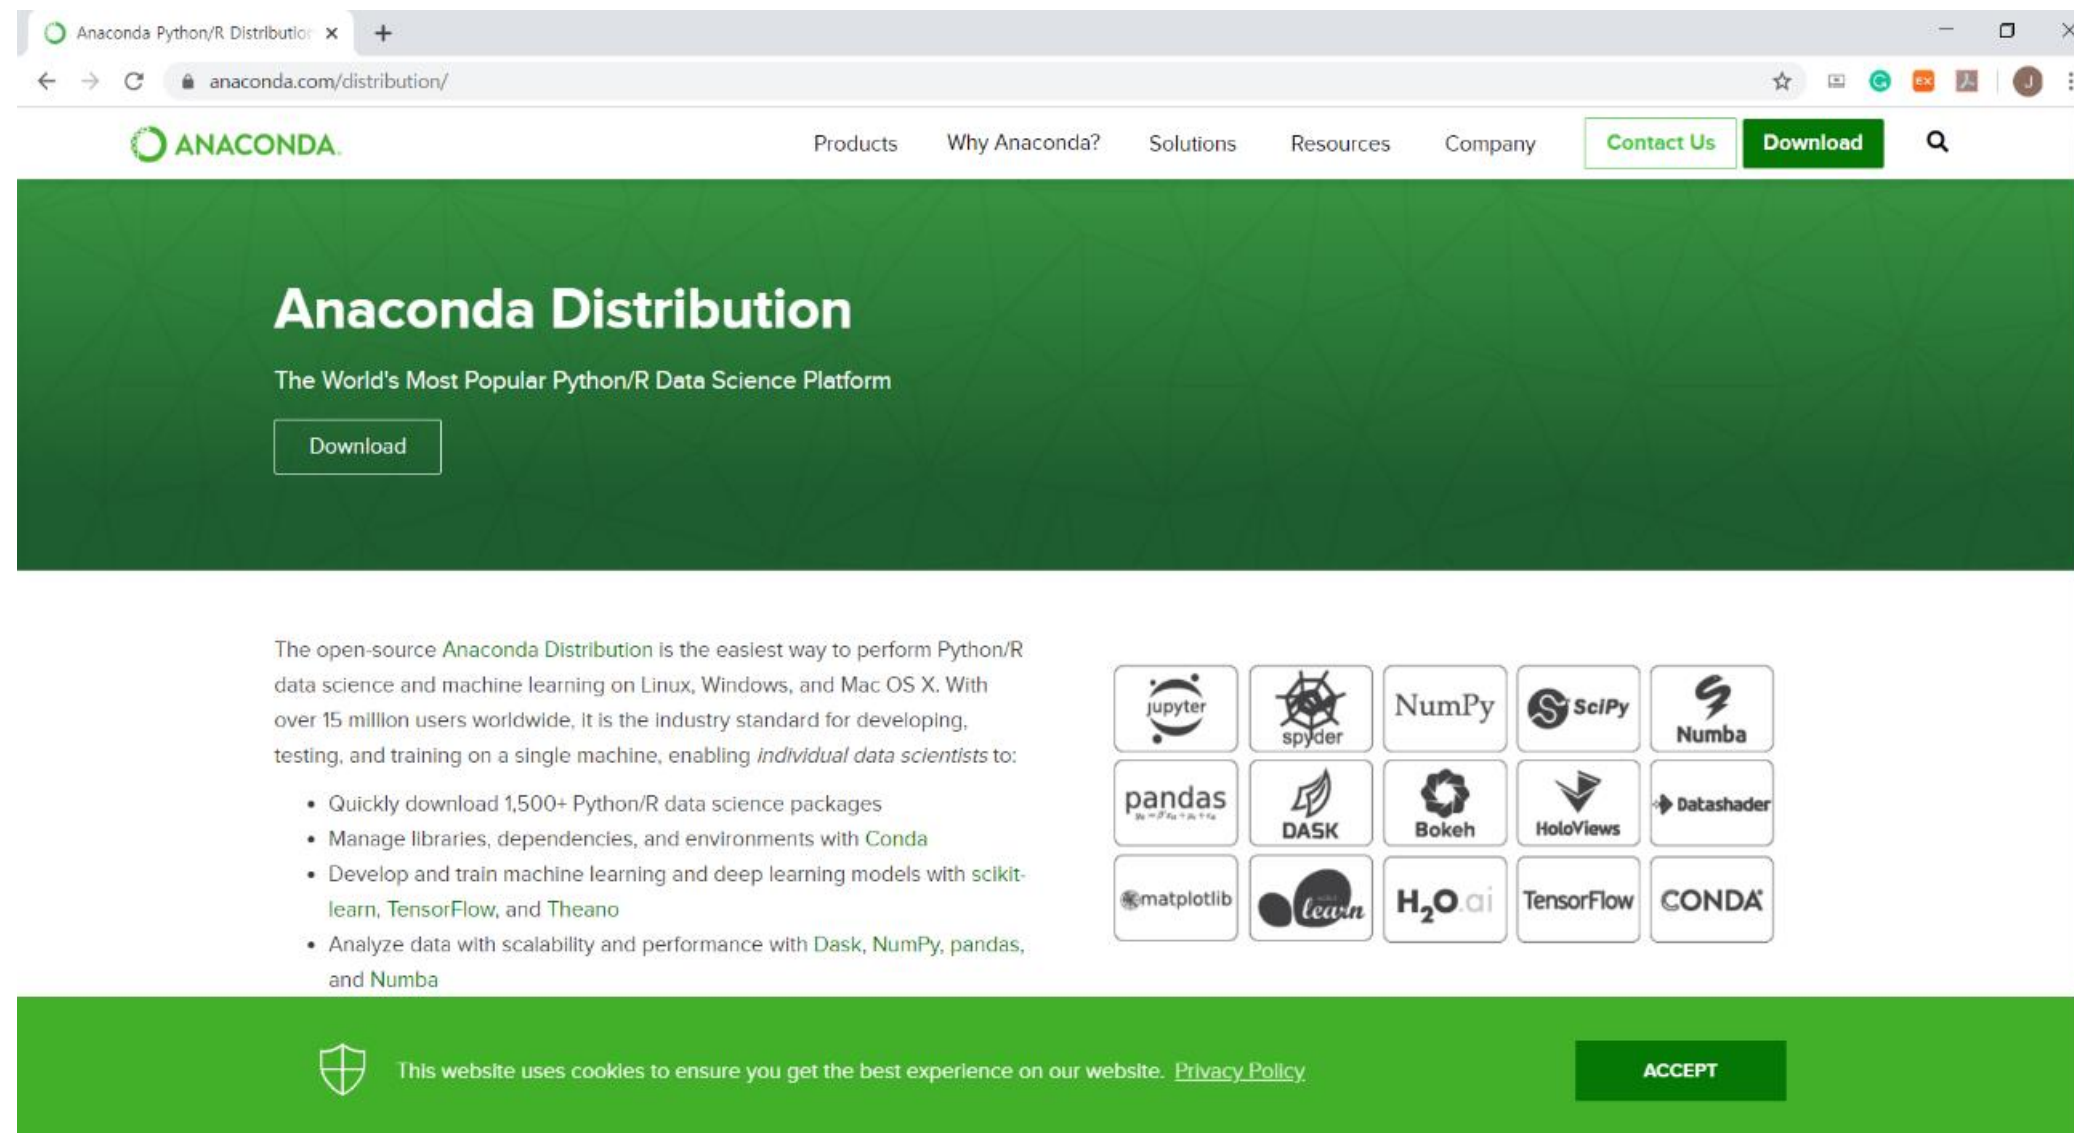 Anaconda Python/R Distribution
anaconda.com/distribution/
J
ANACONDA.
Products
Why Anaconda?
Solutions
Resources
Company
Contact Us
Download
Anaconda Distribution
The World's Most Popular Python/R Data Science Platform
Download
The open-source Anaconda Distribution is the easiest way to perform Python/R
data science and machine learning on Linux, Windows, and Mac OS X. With
over 15 million users worldwide, it is the industry standard for developing,
testing, and training on a single machine, enabling individual data scientists to:
• Quickly download 1,500+ Python/R data science packages
• Manage libraries, dependencies, and environments with Conda
• Develop and train machine learning and deep learning models with scikit-
learn, TensorFlow, and Theano
• Analyze data with scalability and performance with Dask, NumPy, pandas,
and Numba
jupyter
spyder
NumPy
SciPy
Numba
pandas
DASK
Bokeh
HoloViews
Datashader
matplotlib
learn
H2O.ai
TensorFlow
CONDA
This website uses cookies to ensure you get the best experience on our website. Privacy Policy
ACCEPT